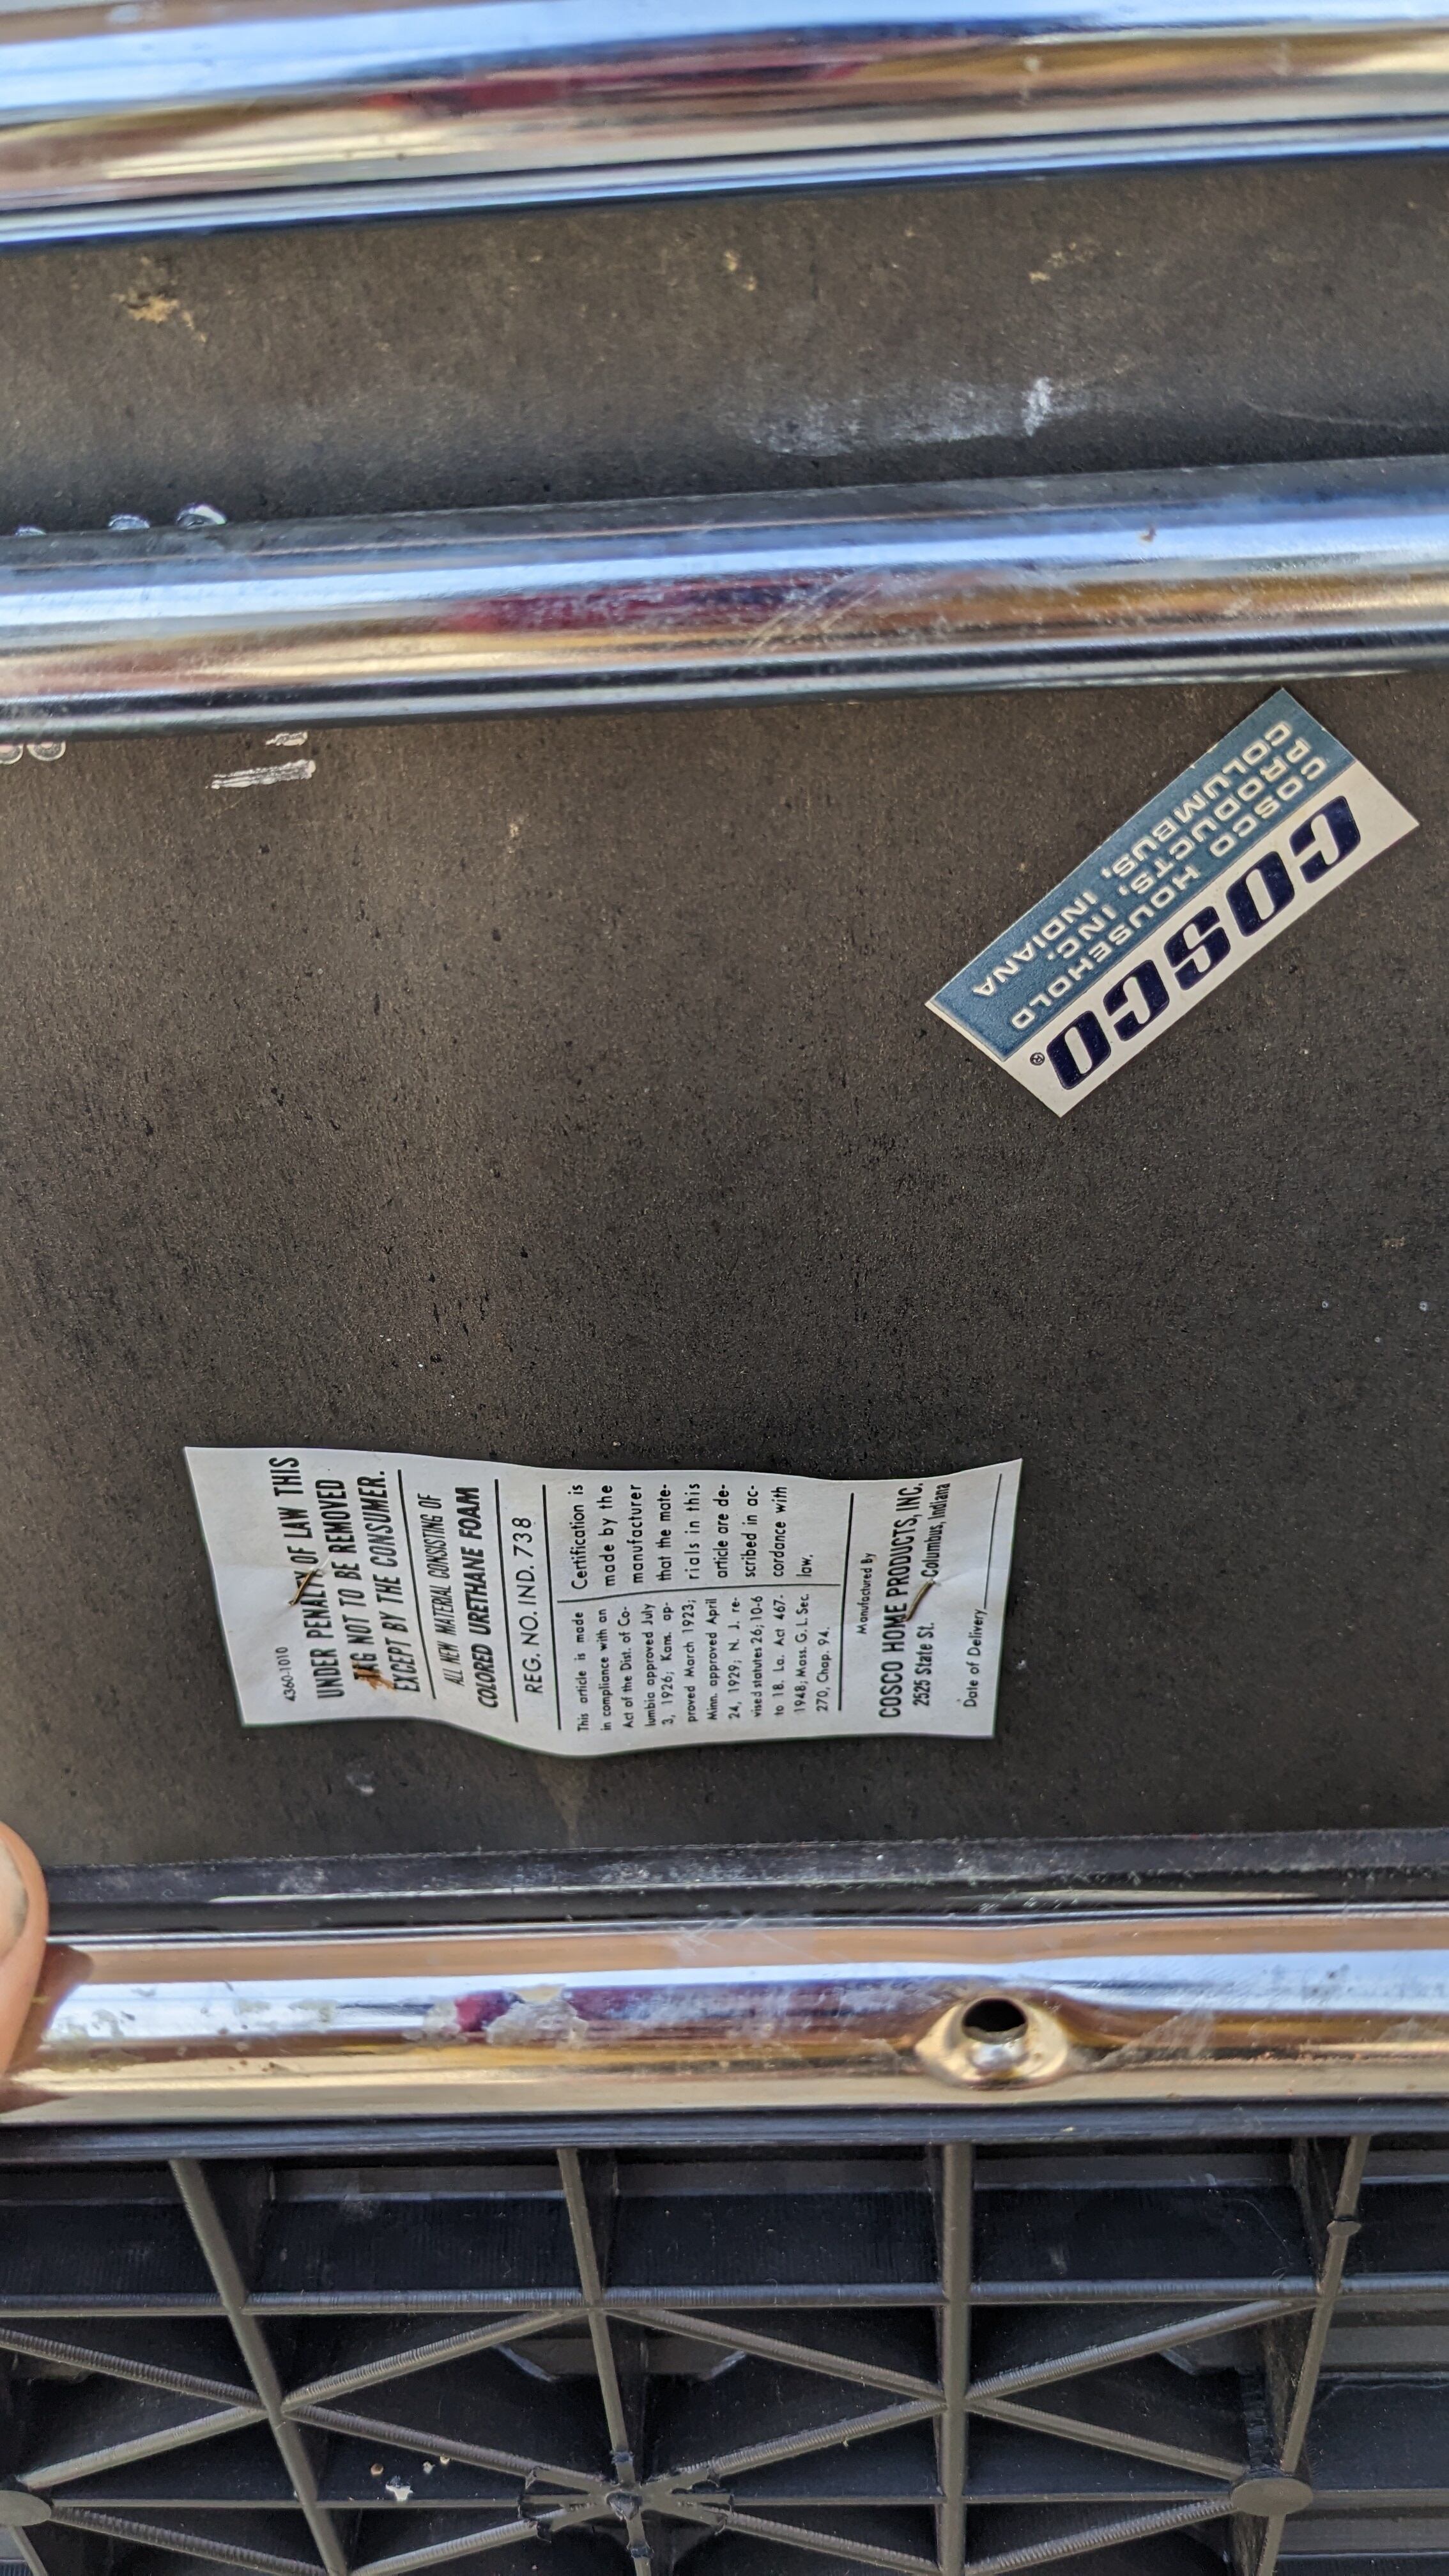 COSCO®
COSCO HOUSEHOLD
PRODUCTS, INC.
COLUMBUS, INDIANA
4360-1010
UNDER PENALTY OF LAW THIS
TAG NOT TO BE REMOVED
EXCEPT BY THE CONSUMER.
ALL NEW MATERIAL CONSISTING OF
COLORED URETHANE FOAM
REG. NO. IND. 738
This article is made
in compliance with an
Act of the Dist. of Co-
lumbia approved July
3, 1926; Kans. ap-
proved March 1923;
Minn. approved April
24, 1929; N. J. re-
vised statutes 26; 10-6
to 18. La. Act 467-
1948; Mass. G. L. Sec.
270, Chap. 94.
Certification is
made by the
manufacturer
that the mate-
rials in this
article are de-
scribed in ac-
cordance with
law.
Manufactured By
COSCO HOME PRODUCTS, INC.
2525 State St. Columbus, Indiana
Date of Delivery